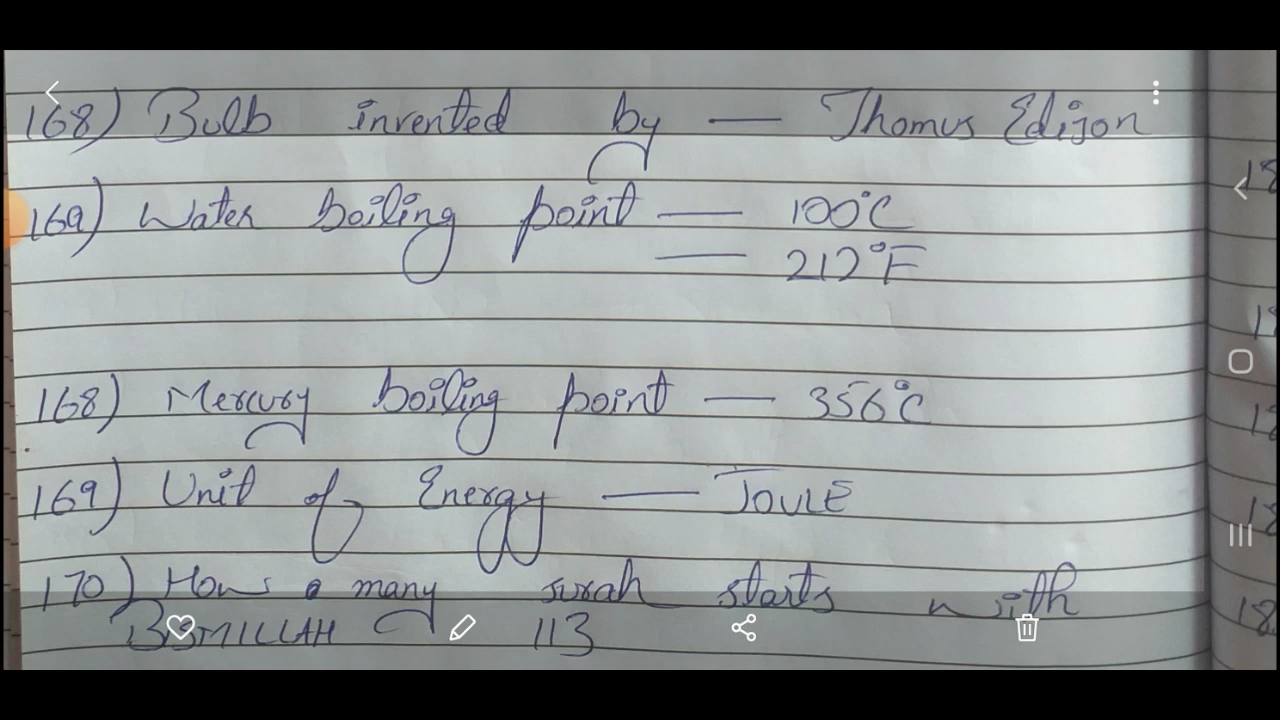 168) Bulb invented by — Thomus Edison
169) Water boiling point — 100°C
— 212°F
168) Mercury boiling point — 356°C
169) Unit of Energy — JOULE
170) How many surah starts with
BISMILLAH 113